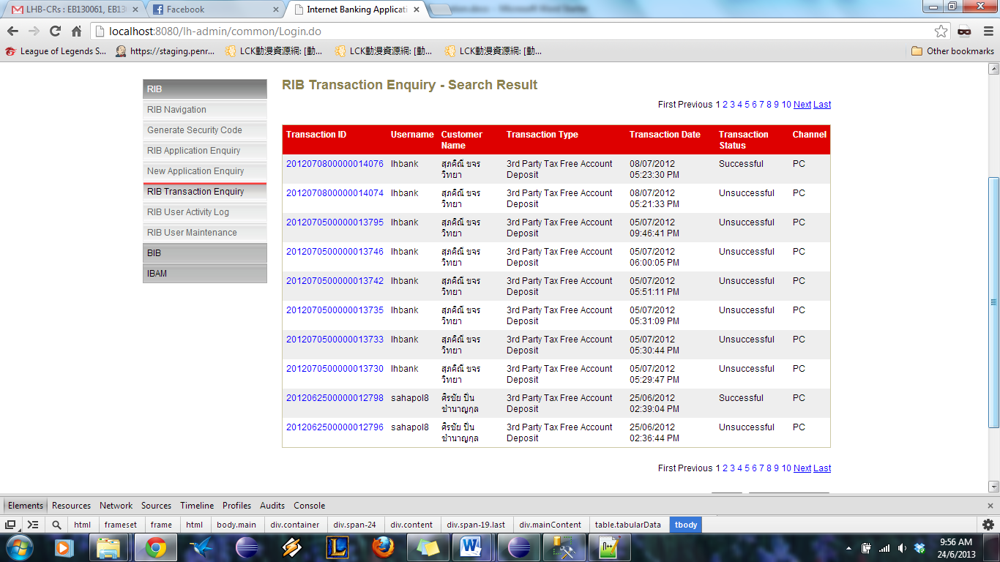 LHB-CRs : EB130061, EB13
Facebook
Internet Banking Applicati
localhost:8080/lh-admin/common/Login.do
League of Legends S...
https://staging.penr...
LCK動漫資源網: [動...
LCK動漫資源網: [動...
LCK動漫資源網: [動...
Other bookmarks
RIB
RIB Navigation
Generate Security Code
RIB Application Enquiry
New Application Enquiry
RIB Transaction Enquiry
RIB User Activity Log
RIB User Maintenance
BIB
IBAM
RIB Transaction Enquiry - Search Result
First Previous 1 2 3 4 5 6 7 8 9 10 Next Last
Transaction ID Username Customer Transaction Type Transaction Date Transaction Channel
Name Status
2012070800000014076 lhbank สุภคิณี ขจร 3rd Party Tax Free Account 08/07/2012 Successful PC
วิทยา Deposit 05:23:30 PM
2012070800000014074 lhbank สุภคิณี ขจร 3rd Party Tax Free Account 08/07/2012 Unsuccessful PC
วิทยา Deposit 05:21:33 PM
2012070500000013795 lhbank สุภคิณี ขจร 3rd Party Tax Free Account 05/07/2012 Unsuccessful PC
วิทยา Deposit 09:46:41 PM
2012070500000013746 lhbank สุภคิณี ขจร 3rd Party Tax Free Account 05/07/2012 Unsuccessful PC
วิทยา Deposit 06:00:05 PM
2012070500000013742 lhbank สุภคิณี ขจร 3rd Party Tax Free Account 05/07/2012 Unsuccessful PC
วิทยา Deposit 05:51:11 PM
2012070500000013735 lhbank สุภคิณี ขจร 3rd Party Tax Free Account 05/07/2012 Unsuccessful PC
วิทยา Deposit 05:31:09 PM
2012070500000013733 lhbank สุภคิณี ขจร 3rd Party Tax Free Account 05/07/2012 Unsuccessful PC
วิทยา Deposit 05:30:44 PM
2012070500000013730 lhbank สุภคิณี ขจร 3rd Party Tax Free Account 05/07/2012 Unsuccessful PC
วิทยา Deposit 05:29:47 PM
2012062500000012798 sahapol8 ศิรชัย ปิ่น 3rd Party Tax Free Account 25/06/2012 Successful PC
ชำนาญกุล Deposit 02:39:04 PM
2012062500000012796 sahapol8 ศิรชัย ปิ่น 3rd Party Tax Free Account 25/06/2012 Unsuccessful PC
ชำนาญกุล Deposit 02:36:44 PM
First Previous 1 2 3 4 5 6 7 8 9 10 Next Last
Elements Resources Network Sources Timeline Profiles Audits Console
html frameset frame html body.main div.container div.span-24 div.content div.span-19.last div.mainContent table.tabularData tbody
9:56 AM
24/6/2013